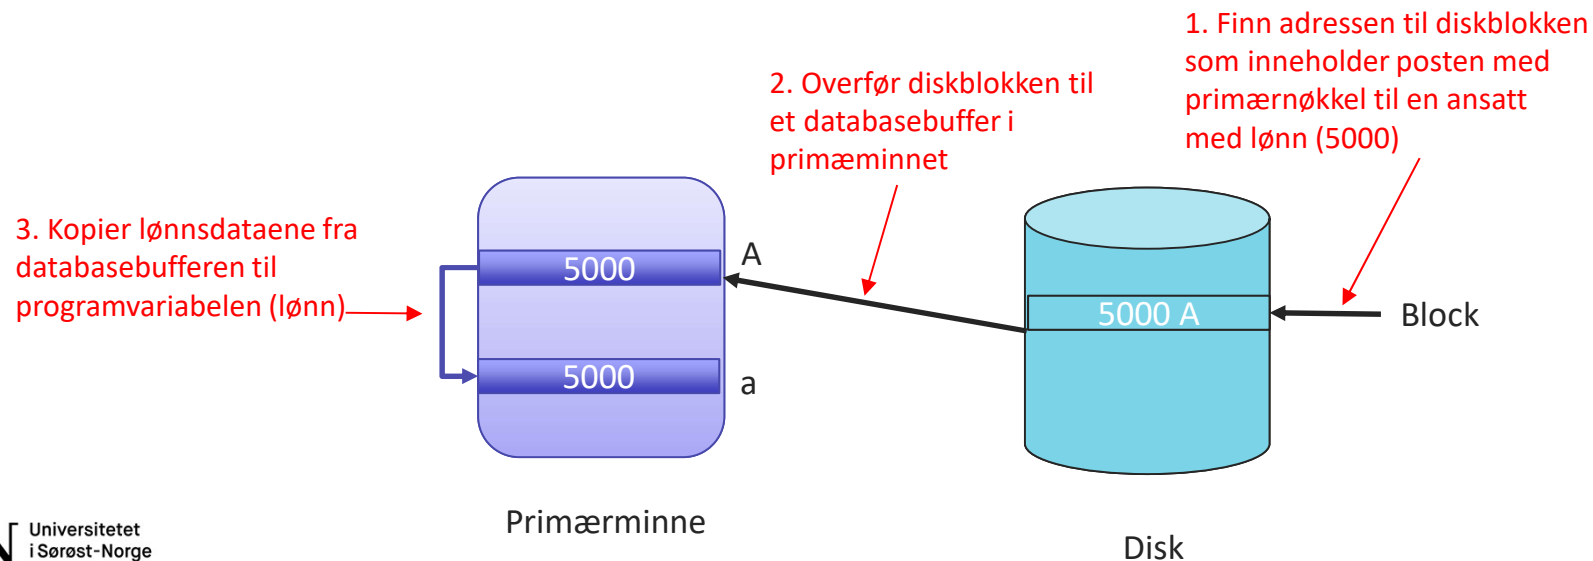 1. Finn adressen til diskblokken
som inneholder posten med
primærnøkkel til en ansatt
med lønn (5000)
2. Overfør diskblokken til
et databasebuffer i
primæminnet
3. Kopier lønnsdataene fra
databasebufferen til
programvariabelen (lønn)
5000
A
5000
a
5000 A
Block
Primærminne
Disk
Universitetet
i Sørøst-Norge